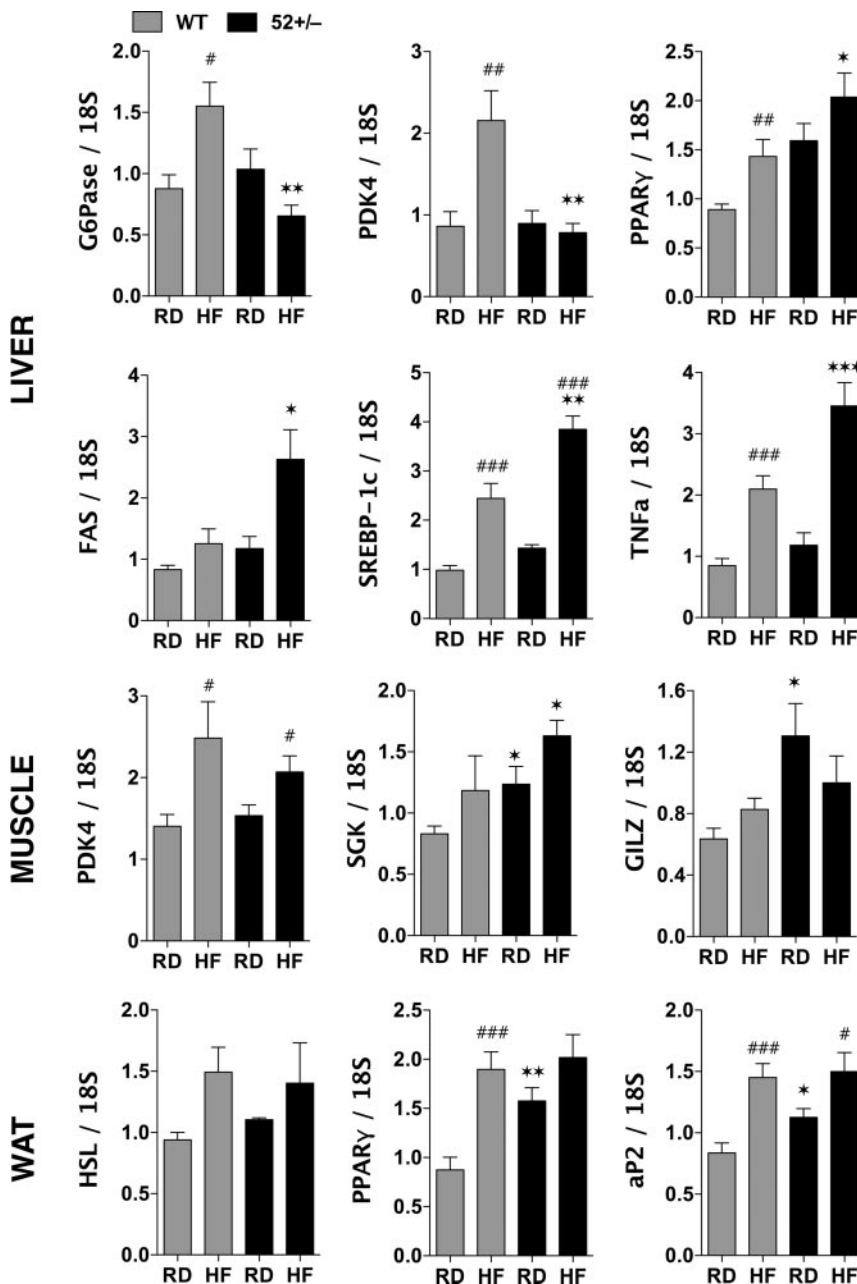 WT 52+/–
LIVER
G6Pase / 18S
2.0
1.5
1.0
0.5
0.0
#
✶✶
RD HF RD HF
PDK4 / 18S
3
2
1
0
##
✶✶
RD HF RD HF
PPARγ / 18S
2.5
2.0
1.5
1.0
0.5
0.0
##
✶
RD HF RD HF
FAS / 18S
4
3
2
1
0
✶
RD HF RD HF
SREBP-1c / 18S
5
4
3
2
1
0
###
###
✶✶
RD HF RD HF
TNFa / 18S
4
3
2
1
0
###
✶✶✶
RD HF RD HF
MUSCLE
PDK4 / 18S
3
2
1
0
#
#
RD HF RD HF
SGK / 18S
2.0
1.5
1.0
0.5
0.0
✶
✶
RD HF RD HF
GILZ / 18S
1.6
1.2
0.8
0.4
0.0
✶
RD HF RD HF
WAT
HSL / 18S
2.0
1.5
1.0
0.5
0.0
RD HF RD HF
PPARγ / 18S
2.5
2.0
1.5
1.0
0.5
0.0
###
✶✶
RD HF RD HF
aP2 / 18S
2.0
1.5
1.0
0.5
0.0
###
✶
#
RD HF RD HF